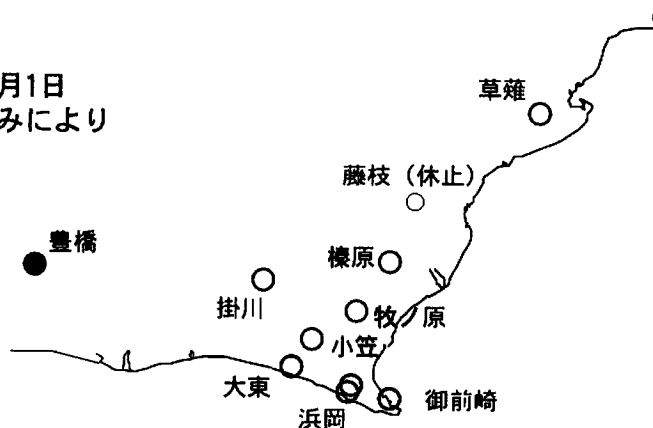 月1日
みにより
草薙
藤枝（休止）
豊橋
榛原
掛川
牧ノ原
小笠
大東
御前崎
浜岡